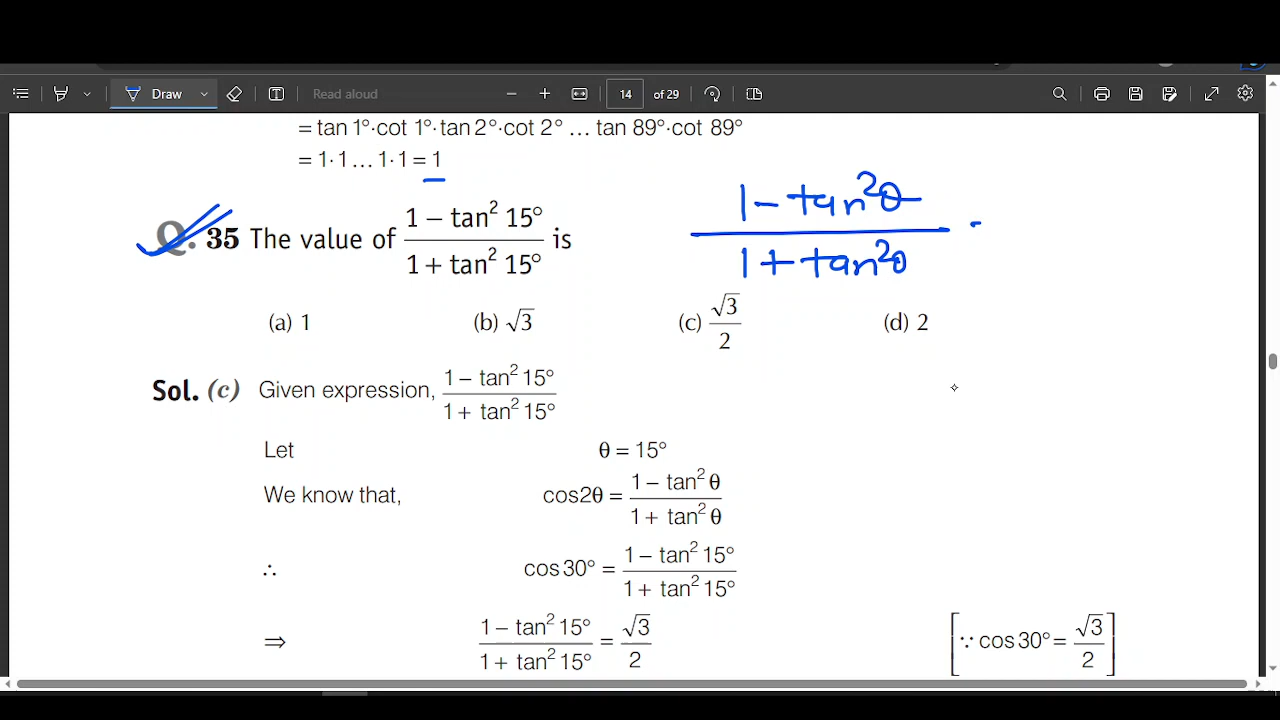 Draw
Read aloud
14 of 29
= tan 1°·cot 1°·tan 2°·cot 2° ... tan 89°·cot 89°
= 1·1 ... 1·1 = 1
1 − tan²θ
1 + tan²θ
Q. 35 The value of (1 − tan² 15°)/(1 + tan² 15°) is
(a) 1 (b) √3 (c) √3/2 (d) 2
Sol. (c) Given expression, (1 − tan² 15°)/(1 + tan² 15°)
Let θ = 15°
We know that, cos2θ = (1 − tan² θ)/(1 + tan² θ)
∴ cos 30° = (1 − tan² 15°)/(1 + tan² 15°)
⇒ (1 − tan² 15°)/(1 + tan² 15°) = √3/2 [∵ cos 30° = √3/2]